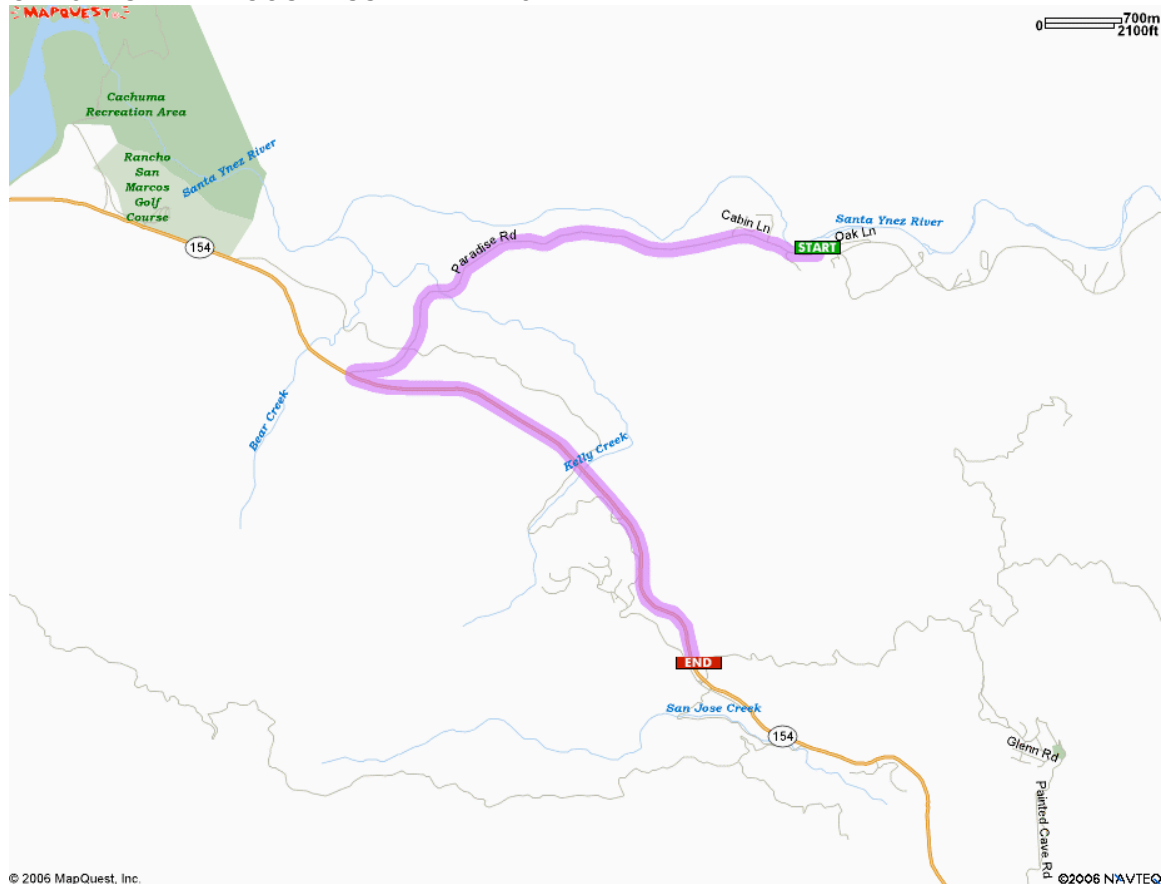 MAPQUEST
0 700m
2100ft
Cachuma
Recreation Area
Rancho
San
Marcos
Golf
Course
Santa Ynez River
154
Paradise Rd
Cabin Ln
START
Oak Ln
Santa Ynez River
Bear Creek
Kelly Creek
END
San Jose Creek
154
Glenn Rd
Painted Cave Rd
© 2006 MapQuest, Inc.
©2006 NAVTEQ